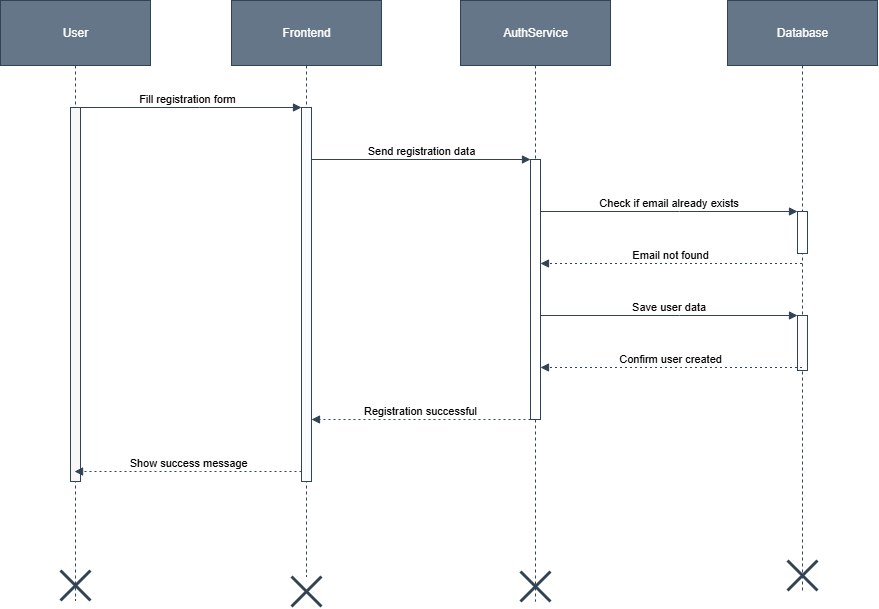 User
Frontend
AuthService
Database
Fill registration form
Send registration data
Check if email already exists
Email not found
Save user data
Confirm user created
Registration successful
Show success message